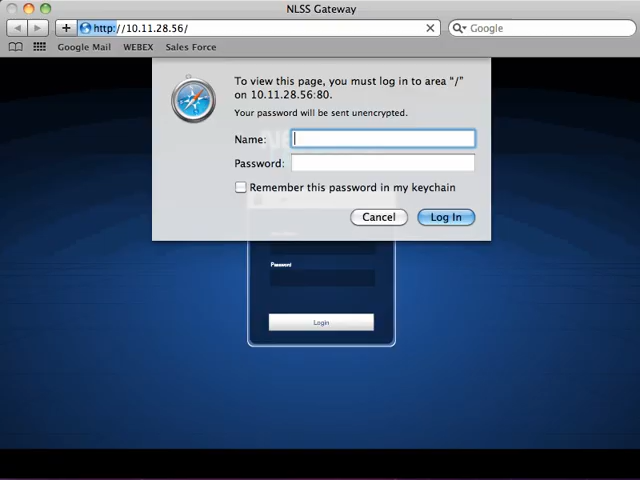 NLSS Gateway
http://10.11.28.56/
Google
Google Mail
WEBEX
Sales Force
To view this page, you must log in to area “/”
on 10.11.28.56:80.
Your password will be sent unencrypted.
Name:
Password:
Remember this password in my keychain
Cancel
Log In
Password
Login